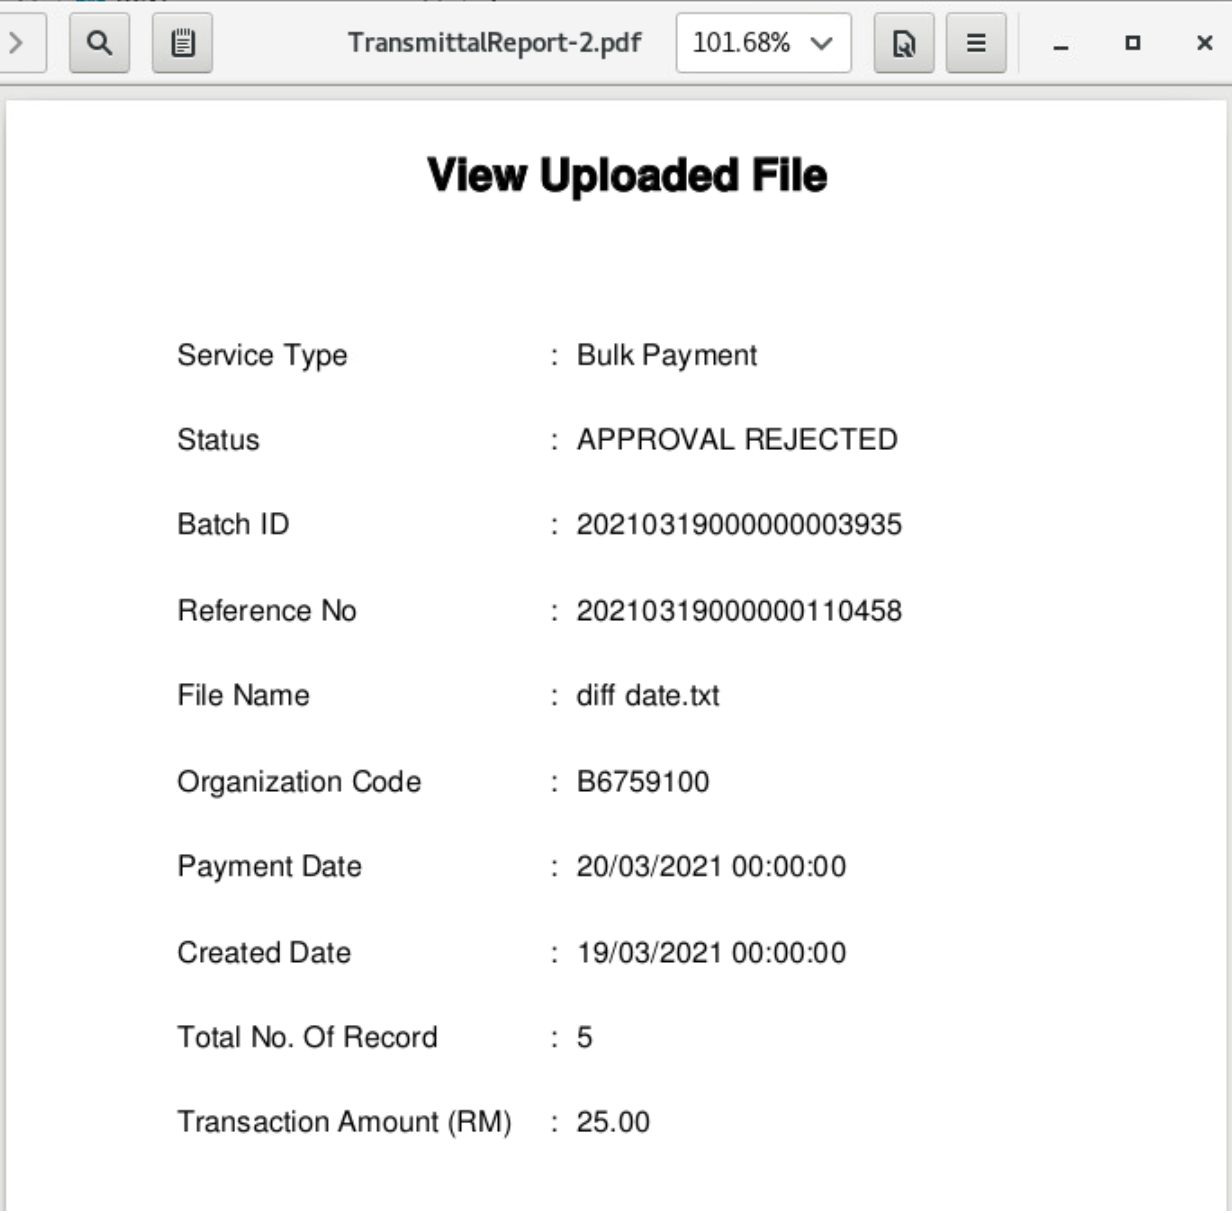 TransmittalReport-2.pdf 101.68%
View Uploaded File
Service Type : Bulk Payment
Status : APPROVAL REJECTED
Batch ID : 20210319000000003935
Reference No : 20210319000000110458
File Name : diff date.txt
Organization Code : B6759100
Payment Date : 20/03/2021 00:00:00
Created Date : 19/03/2021 00:00:00
Total No. Of Record : 5
Transaction Amount (RM) : 25.00